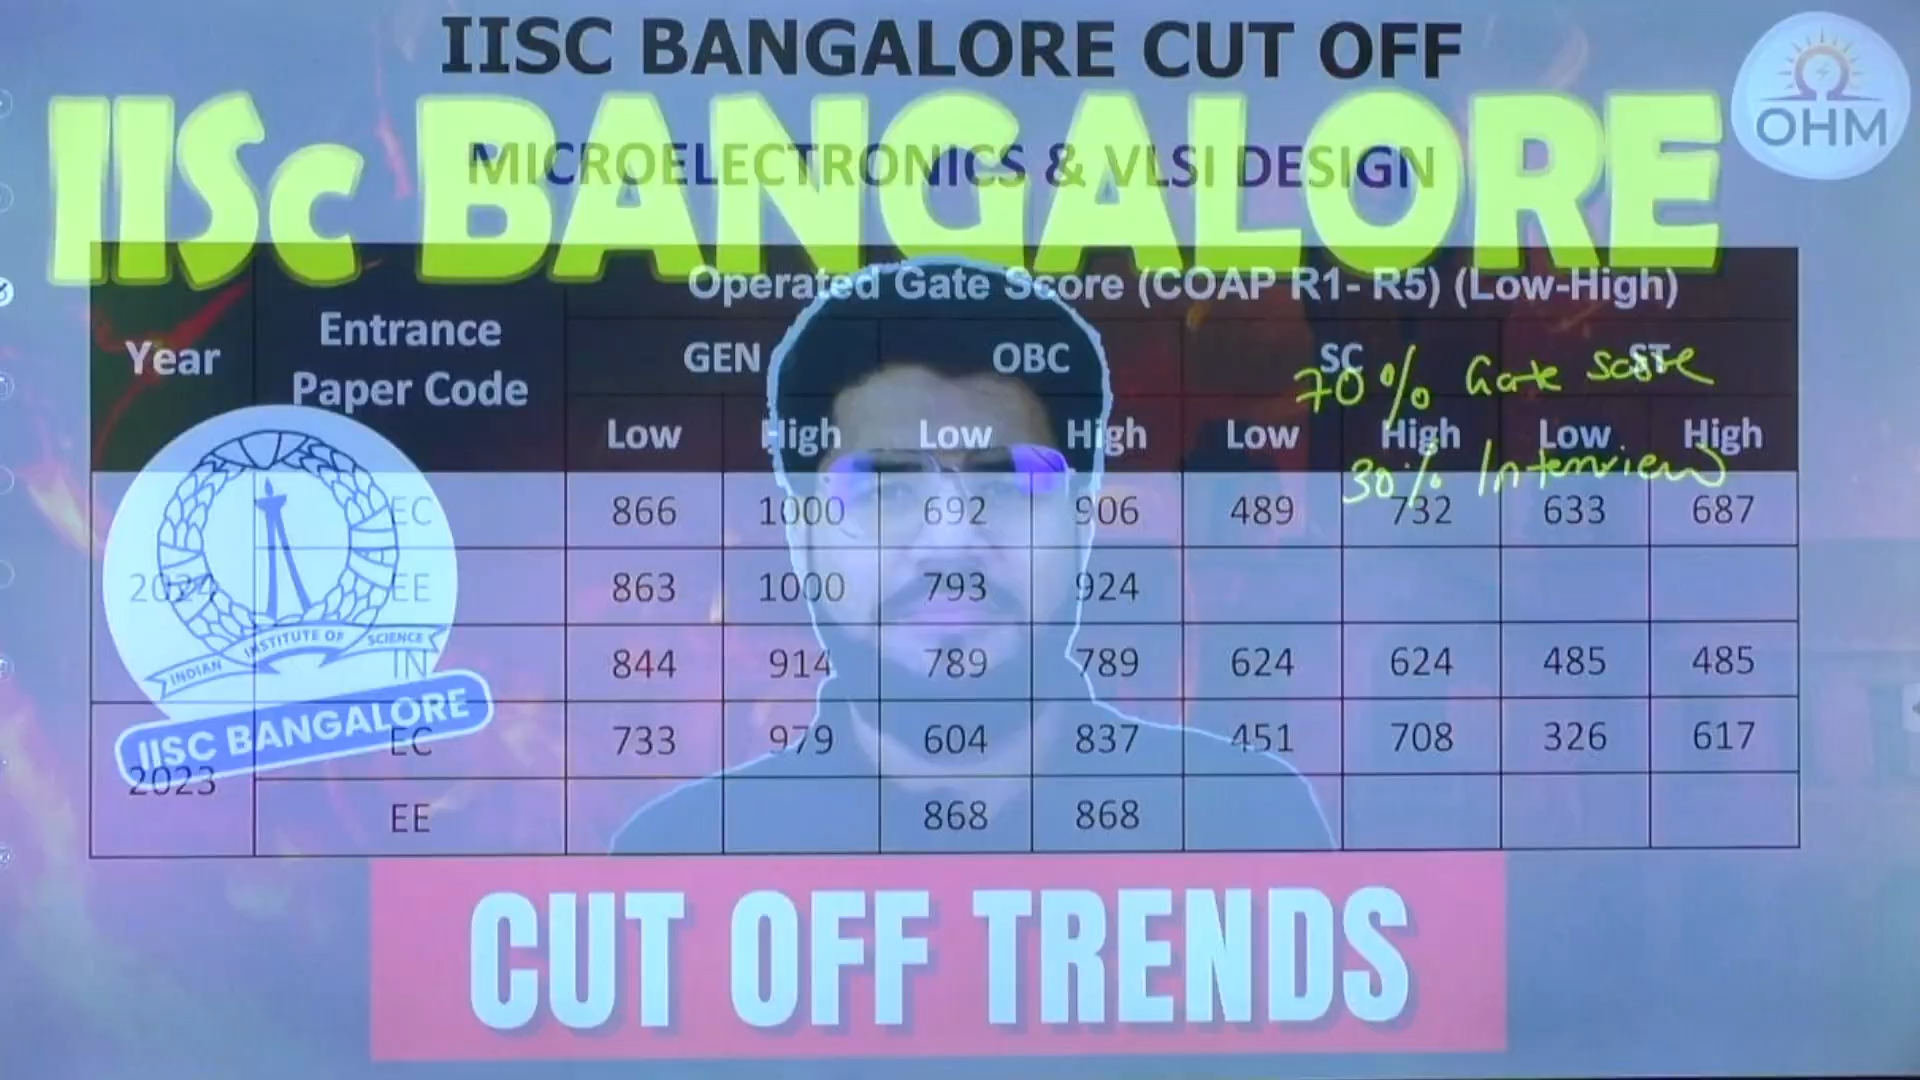 IISC BANGALORE CUT OFF
OHM
IISc BANGALORE
MICROELECTRONICS & VLSI DESIGN
Year
Entrance Paper Code
Operated Gate Score (COAP R1- R5) (Low-High)
GEN OBC SC ST
70% Gate score
Low High Low High Low High Low High
30% Interview
2024
EC 866 1000 692 906 489 732 633 687
EE 863 1000 793 924
IN 844 914 789 789 624 624 485 485
INDIAN INSTITUTE OF SCIENCE
IISC BANGALORE
2023
EC 733 979 604 837 451 708 326 617
EE 868 868
CUT OFF TRENDS